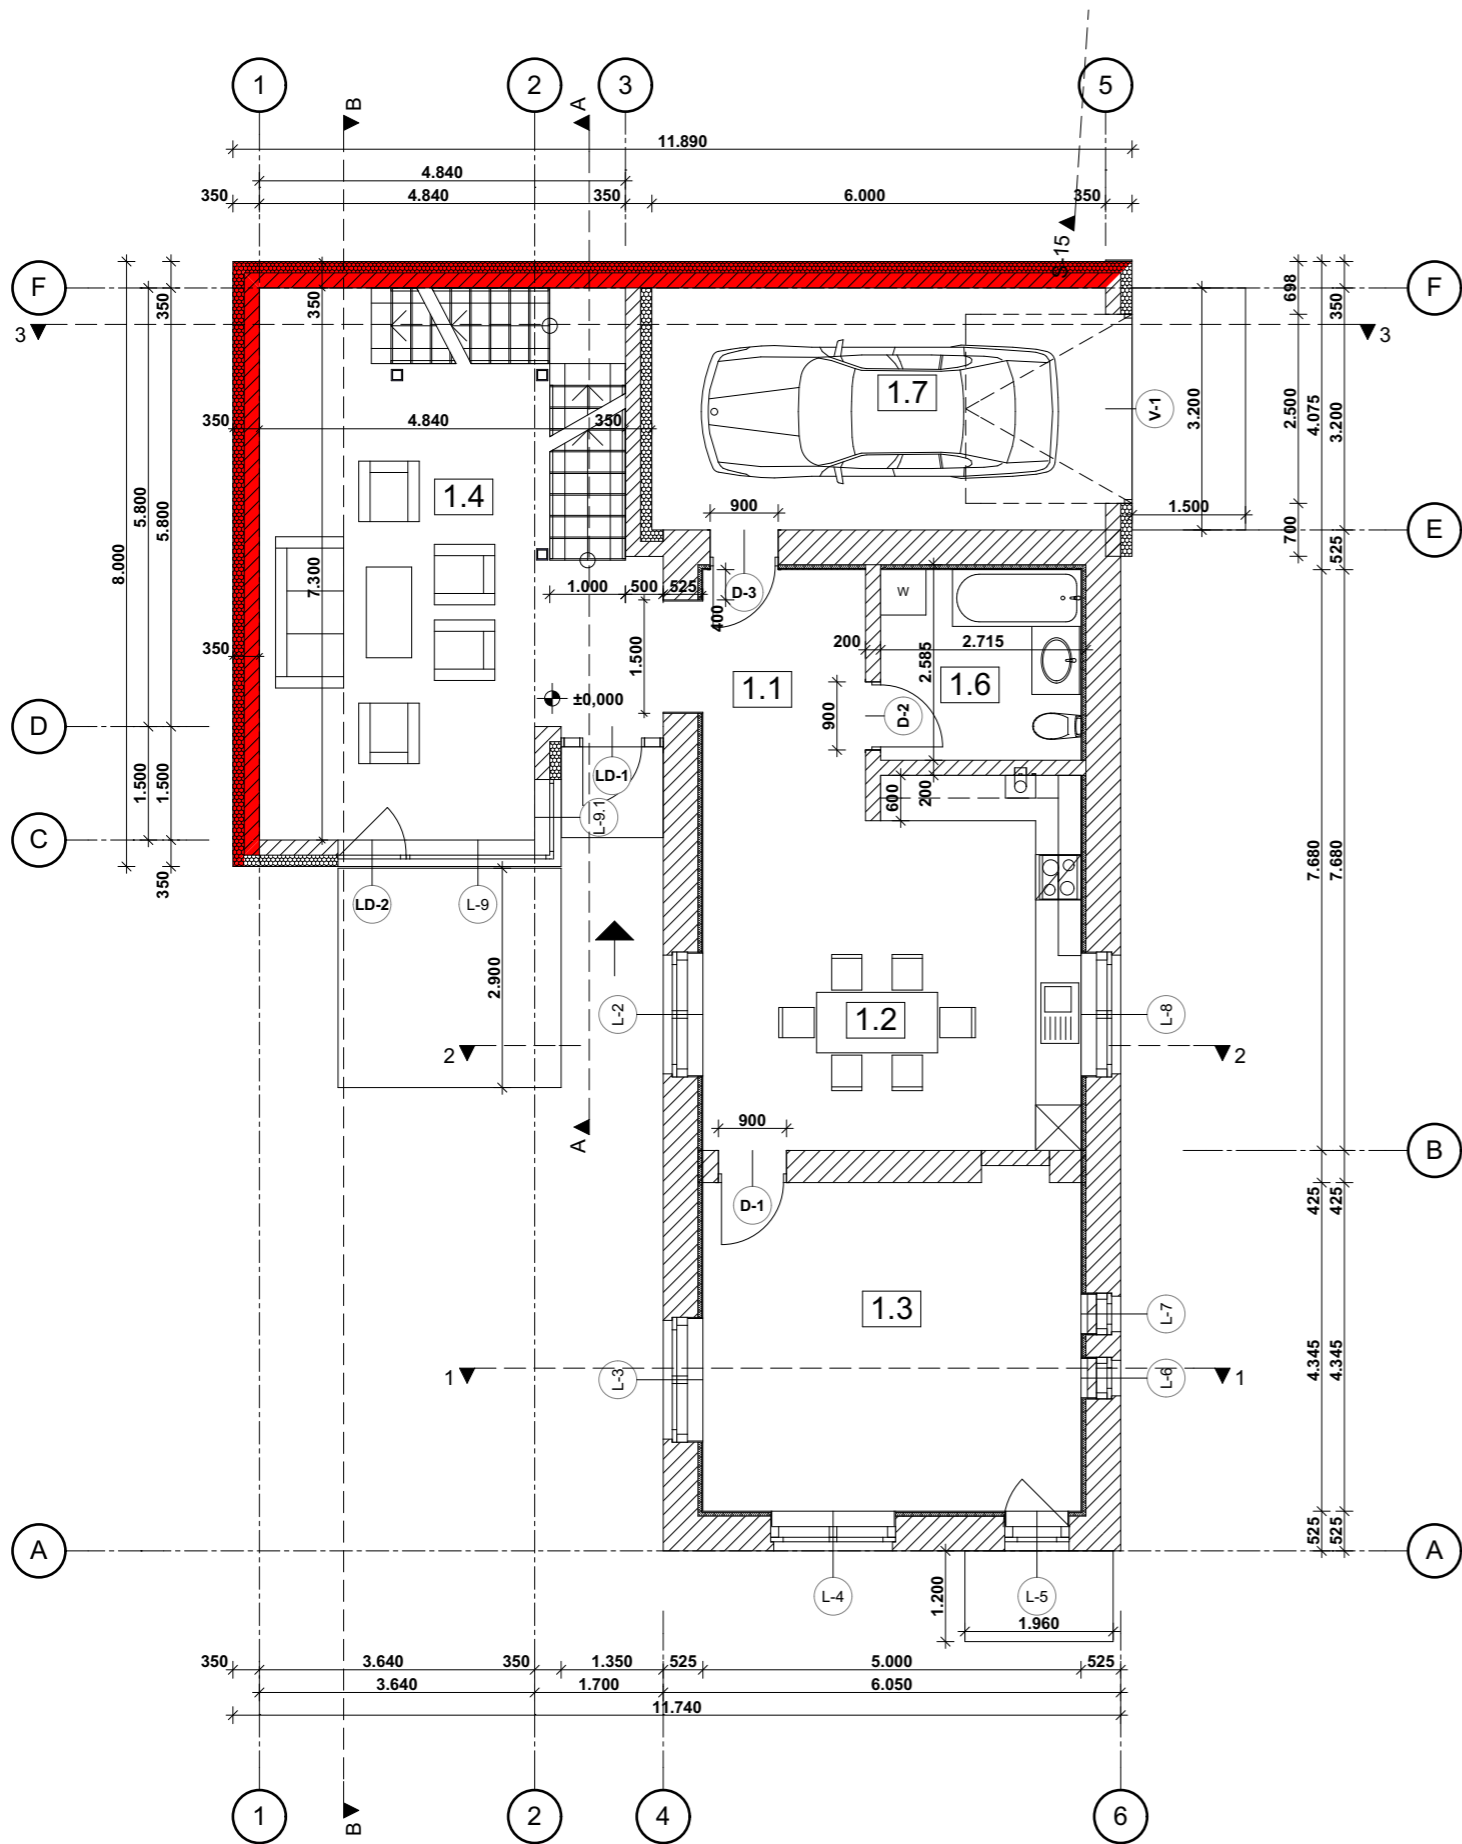 1 2 3 5
B A
11.890
4.840
350 4.840 350 6.000 350
S-15
F F
350 350 698 350
3 3
1.7
V-1
3.200 2.500 4.075 3.200
350 4.840 350
1.4
8.000 5.800 5.800 7.300
900 1.500
E
700 525
1.000 500 525 D-3 W
400
350 200 2.585 2.715
1.500 1.1 1.6
±0,000
D
900 D-2
LD-1
1.500 1.500
L-9.1 600 200
C
350
7.680 7.680
LD-2 L-9
2.900
L-2 1.2 L-8
2 2
A 900
B
D-1
425 425
1.3 L-7
4.345 4.345
1 L-3 L-6 1
525 525
A A
L-4 L-5
1.200 1.960
350 3.640 350 1.350 525 5.000 525
3.640 1.700 6.050
11.740
B
1 2 4 6